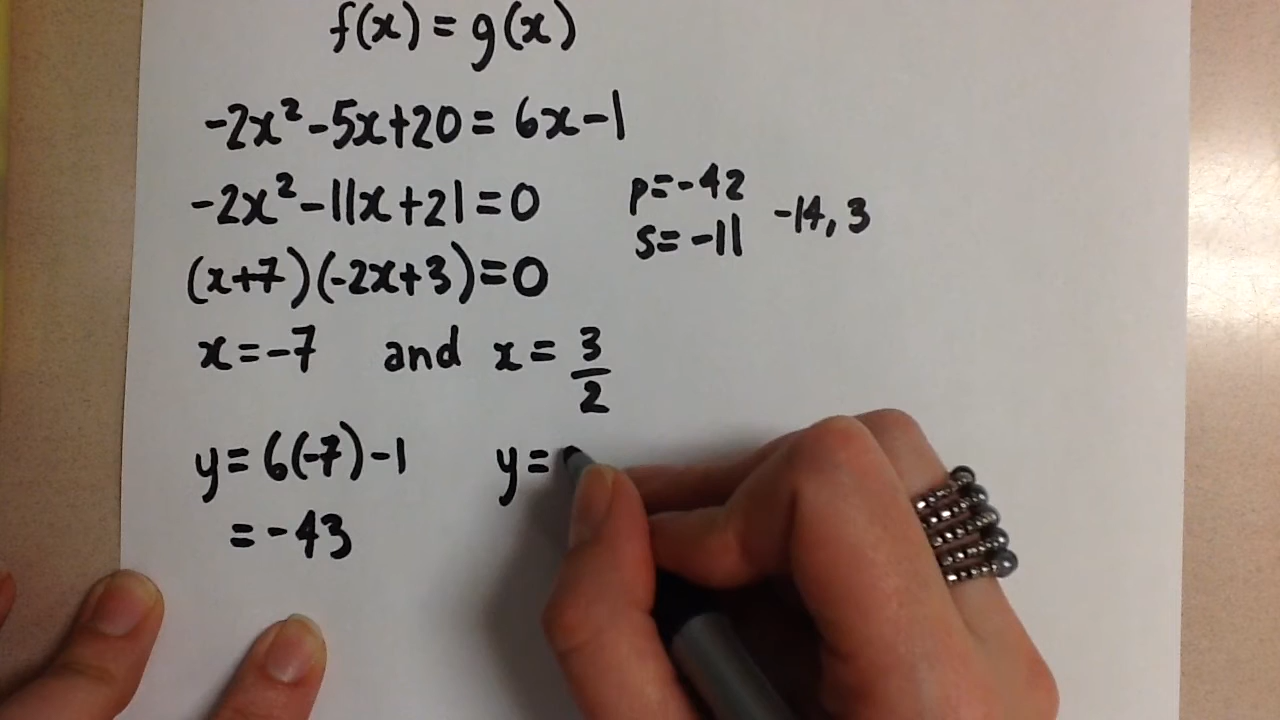 f(x) = g(x)
-2x² - 5x + 20 = 6x - 1
-2x² - 11x + 21 = 0
p = -42
s = -11
-14, 3
(x + 7)(-2x + 3) = 0
x = -7 and x = 3/2
y = 6(-7) - 1
y =
= -43